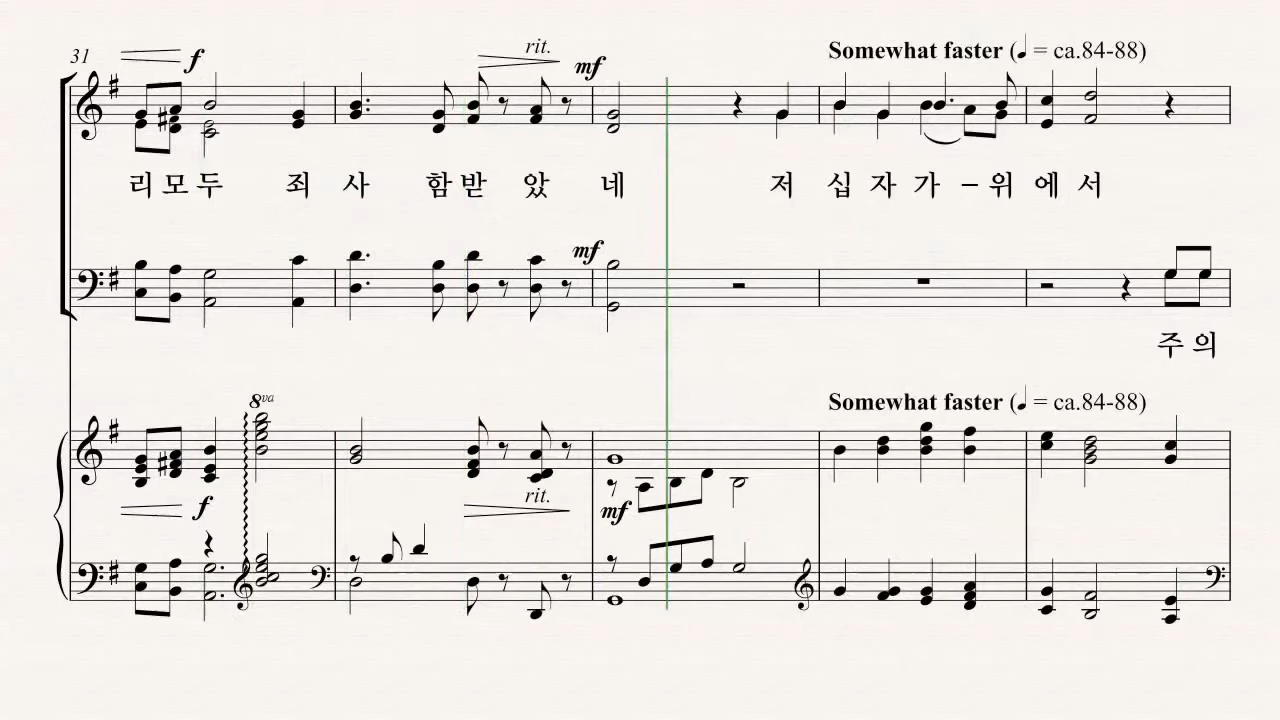 31
f
rit.
mf
Somewhat faster (♩ = ca.84-88)
리 모 두 죄 사 함 받 았 네 저 십 자 가 – 위 에 서
mf
주 의
8va
Somewhat faster (♩ = ca.84-88)
f
rit.
mf